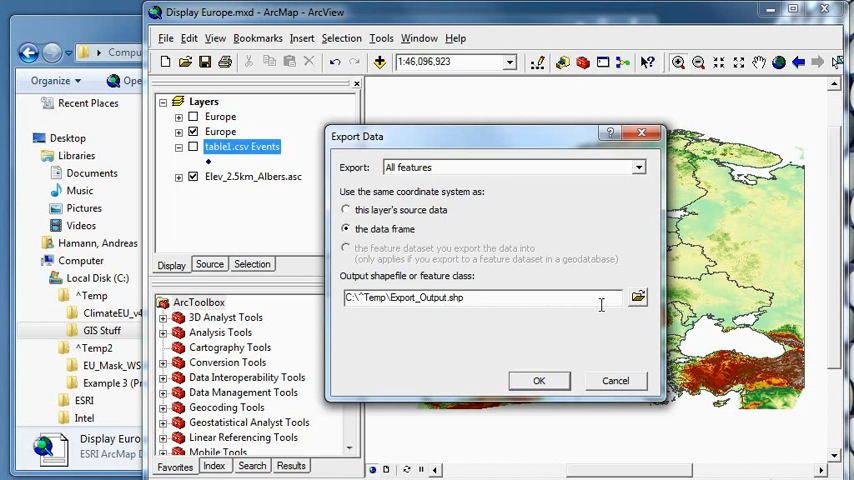 Display Europe.mxd - ArcMap - ArcView
File Edit View Bookmarks Insert Selection Tools Window Help
1:46,096,923
Compu
Organize
Ope
Recent Places
Desktop
Libraries
Documents
Music
Pictures
Videos
Hamann, Andreas
Computer
Local Disk (C:)
^Temp
ClimateEU_v4
GIS Stuff
^Temp2
EU_Mask_WS
Example 3 (P
ESRI
Intel
Display Euro
ESRI ArcMap D
Layers
Europe
Europe
table1.csv Events
Elev_2.5km_Albers.asc
Display Source Selection
ArcToolbox
3D Analyst Tools
Analysis Tools
Cartography Tools
Conversion Tools
Data Interoperability Tools
Data Management Tools
Geocoding Tools
Geostatistical Analyst Tools
Linear Referencing Tools
Mobile Tools
Favorites Index Search Results
Export Data
Export: All features
Use the same coordinate system as:
this layer's source data
the data frame
the feature dataset you export the data into
(only applies if you export to a feature dataset in a geodatabase)
Output shapefile or feature class:
C:\^Temp\Export_Output.shp
OK Cancel